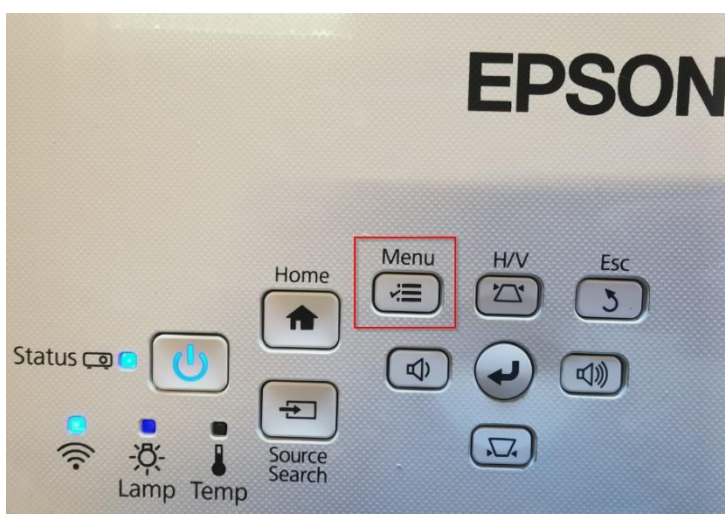 EPSON
Menu
H/V
Esc
Home
Status
Source
Search
Lamp
Temp